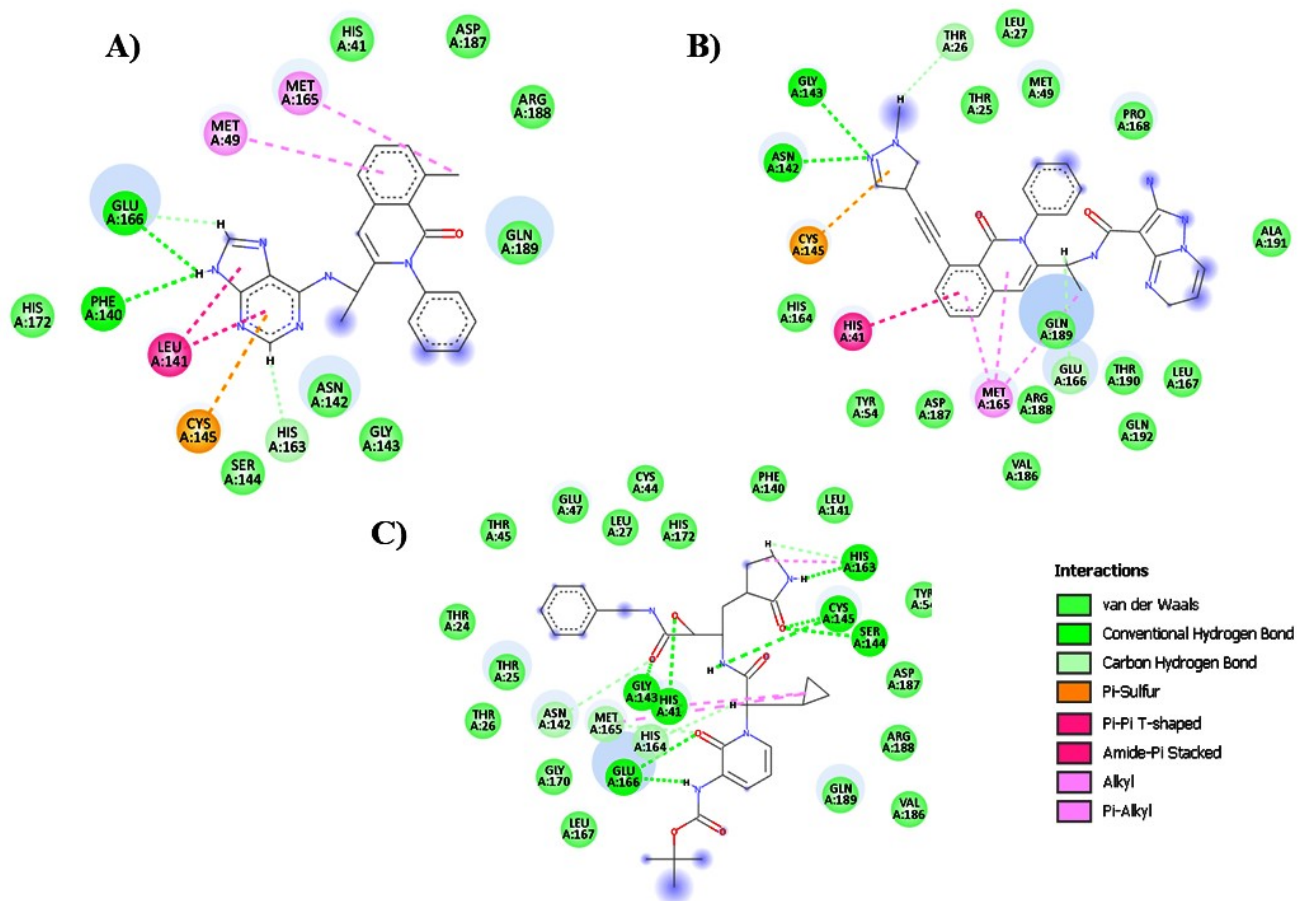 A)
HIS
A:41
ASP
A:187
MET
A:165
ARG
A:188
MET
A:49
GLU
A:166
GLN
A:189
H
N
N
O
H
N
N
N
N
N
H
PHE
A:140
HIS
A:172
LEU
A:141
ASN
A:142
CYS
A:145
HIS
A:163
GLY
A:143
SER
A:144
B)
THR
A:26
LEU
A:27
GLY
A:143
MET
A:49
THR
A:25
PRO
A:168
H
N
N
ASN
A:142
N
N
O
O
N
N
H
N
N
CYS
A:145
ALA
A:191
HIS
A:164
HIS
A:41
GLN
A:189
GLU
A:166
THR
A:190
LEU
A:167
MET
A:165
ARG
A:188
TYR
A:54
ASP
A:187
GLN
A:192
VAL
A:186
C)
CYS
A:44
PHE
A:140
GLU
A:47
LEU
A:141
THR
A:45
LEU
A:27
HIS
A:172
H
HIS
A:163
N
H
N
O
O
O
CYS
A:145
TYR
A:54
THR
A:24
SER
A:144
H
N
O
THR
A:25
GLY
A:143
HIS
A:41
H
ASP
A:187
ASN
A:142
MET
A:165
HIS
A:164
THR
A:26
O
N
ARG
A:188
GLY
A:170
GLU
A:166
H
N
GLN
A:189
VAL
A:186
LEU
A:167
O
O
Interactions
van der Waals
Conventional Hydrogen Bond
Carbon Hydrogen Bond
Pi-Sulfur
Pi-Pi T-shaped
Amide-Pi Stacked
Alkyl
Pi-Alkyl